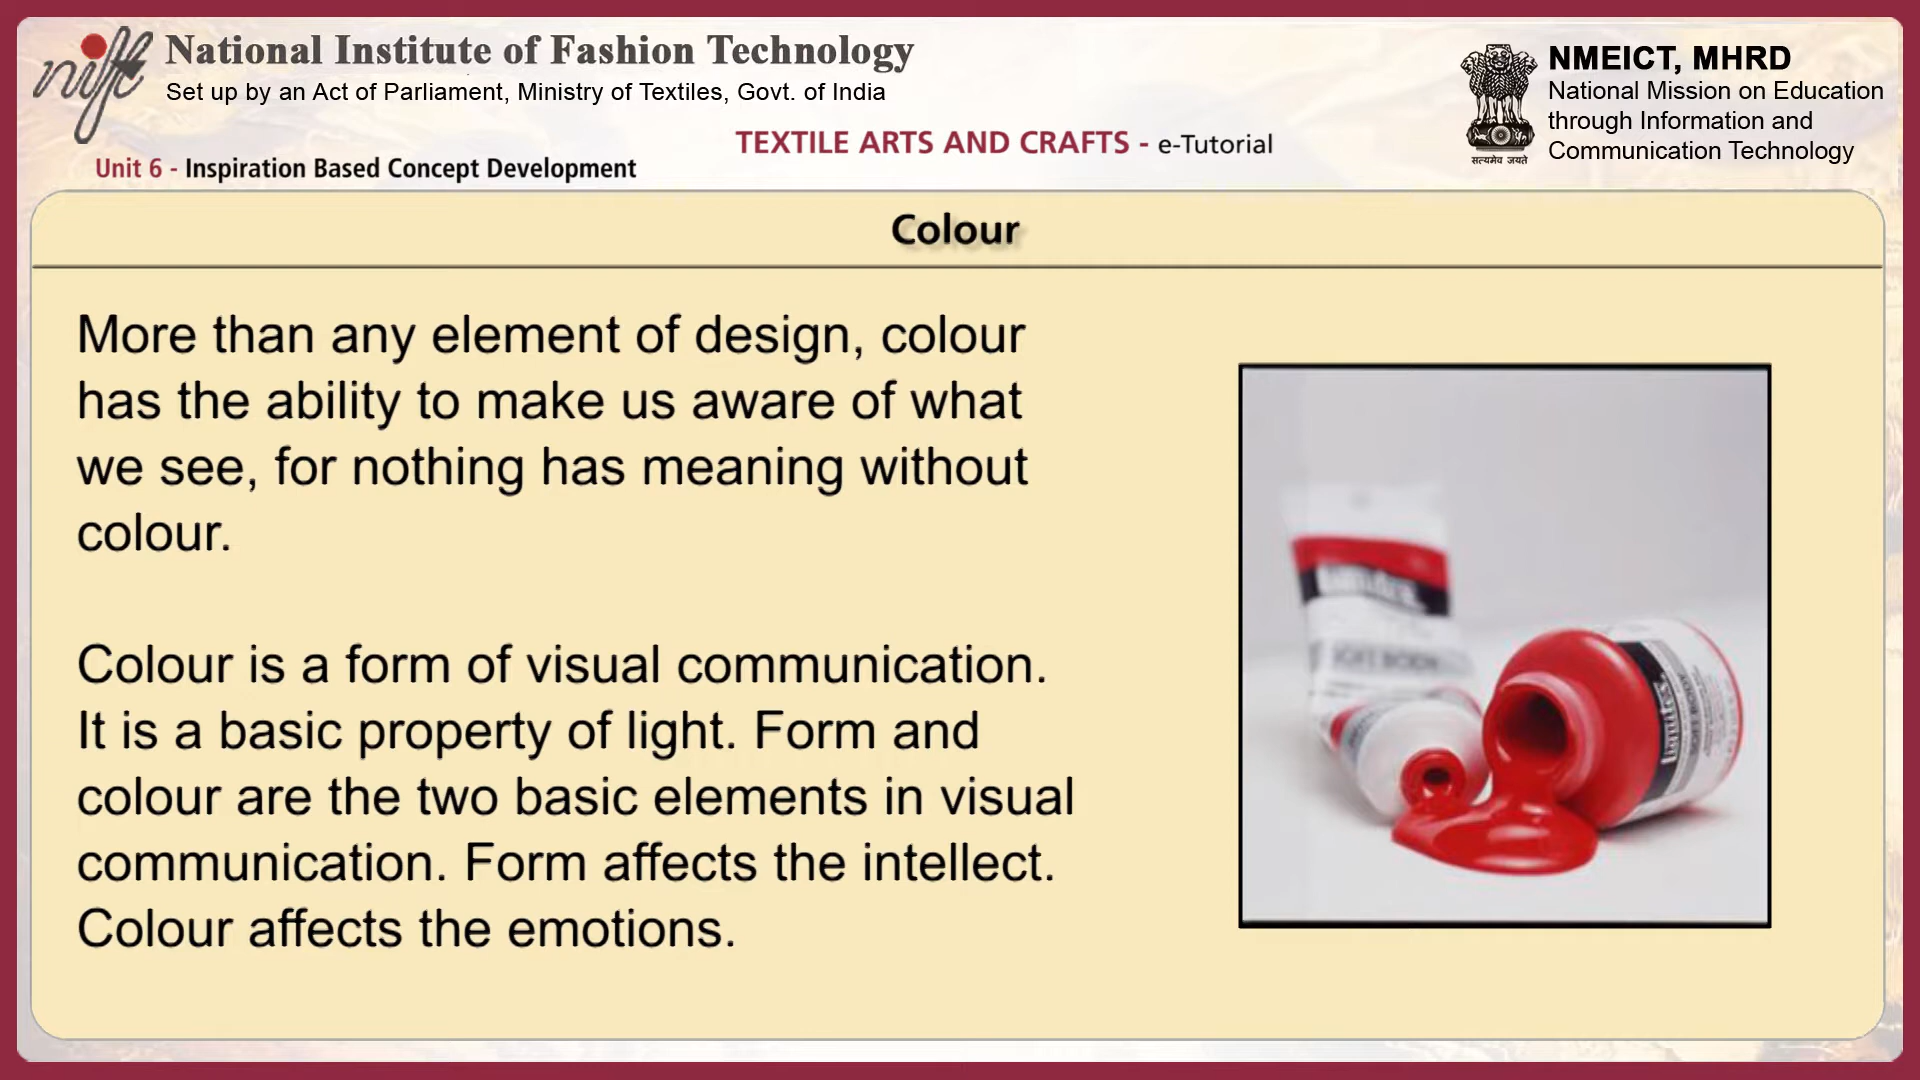 nift
National Institute of Fashion Technology
Set up by an Act of Parliament, Ministry of Textiles, Govt. of India
TEXTILE ARTS AND CRAFTS - e-Tutorial
Unit 6 - Inspiration Based Concept Development
NMEICT, MHRD
National Mission on Education
through Information and
Communication Technology
सत्यमेव जयते
Colour
More than any element of design, colour
has the ability to make us aware of what
we see, for nothing has meaning without
colour.
Colour is a form of visual communication.
It is a basic property of light. Form and
colour are the two basic elements in visual
communication. Form affects the intellect.
Colour affects the emotions.
SOFT BODY